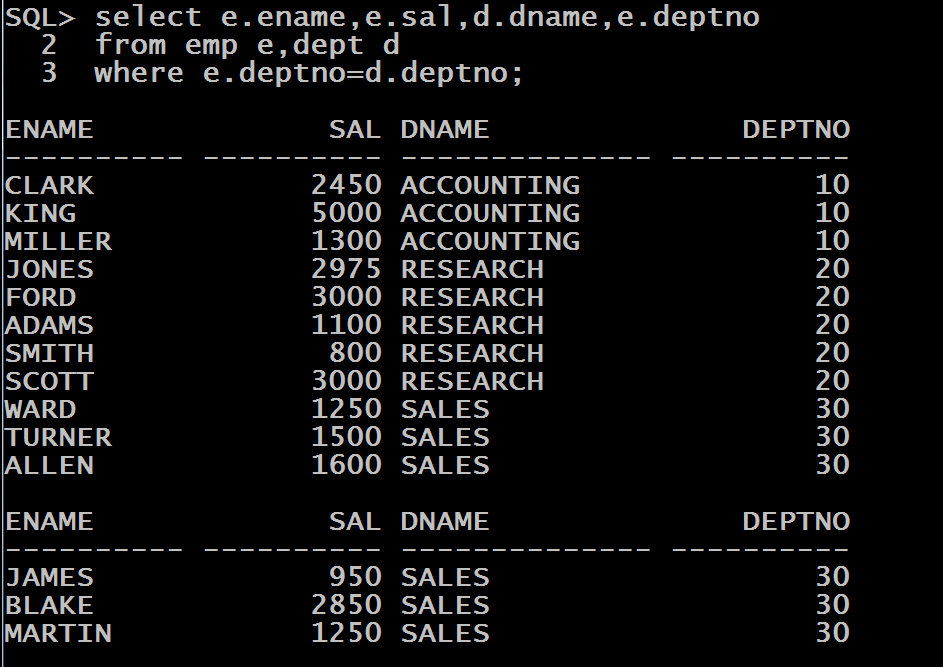 SQL> select e.ename,e.sal,d.dname,e.deptno
  2  from emp e,dept d
  3  where e.deptno=d.deptno;

ENAME             SAL DNAME              DEPTNO
---------- ---------- -------------- ----------
CLARK            2450 ACCOUNTING             10
KING             5000 ACCOUNTING             10
MILLER           1300 ACCOUNTING             10
JONES            2975 RESEARCH               20
FORD             3000 RESEARCH               20
ADAMS            1100 RESEARCH               20
SMITH             800 RESEARCH               20
SCOTT            3000 RESEARCH               20
WARD             1250 SALES                  30
TURNER           1500 SALES                  30
ALLEN            1600 SALES                  30

ENAME             SAL DNAME              DEPTNO
---------- ---------- -------------- ----------
JAMES             950 SALES                  30
BLAKE            2850 SALES                  30
MARTIN           1250 SALES                  30